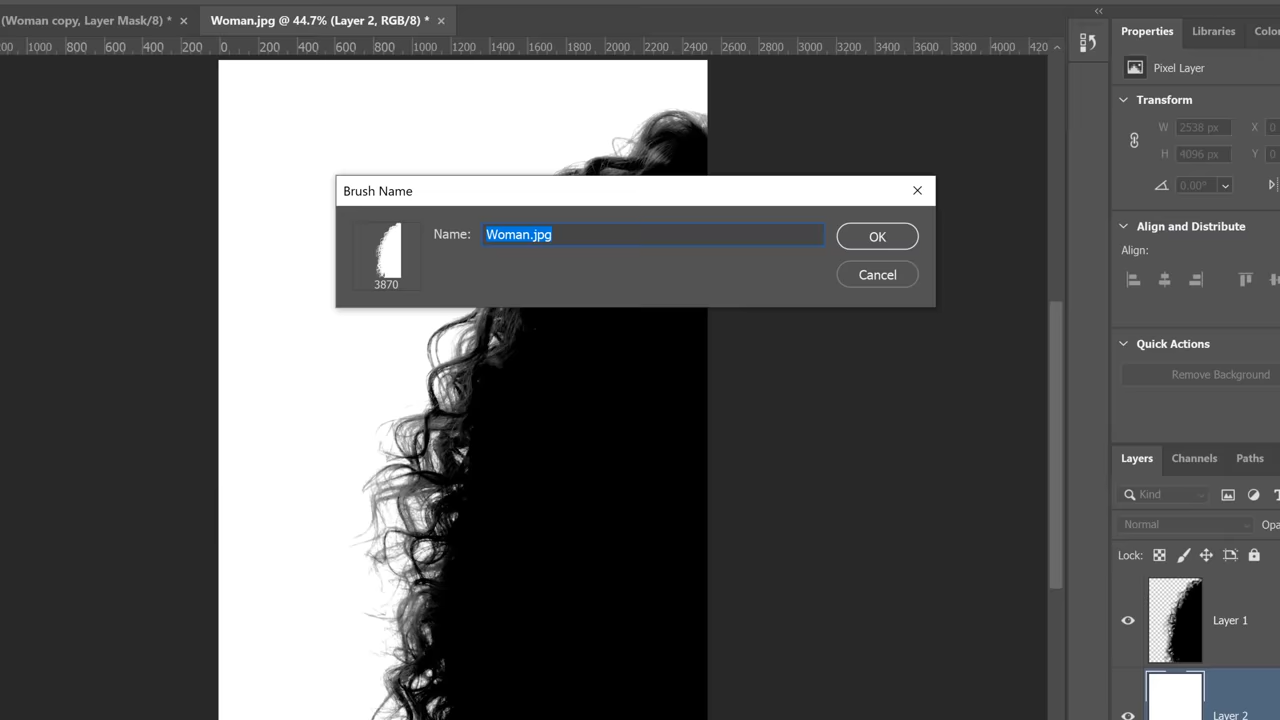 (Woman copy, Layer Mask/8) * ×
Woman.jpg @ 44.7% (Layer 2, RGB/8) * ×
1000 800 600 400 200 0 200 400 600 800 1000 1200 1400 1600 1800 2000 2200 2400 2600 2800 3000 3200 3400 3600 3800 4000
Properties Libraries
Pixel Layer
Transform
W 2538 px X
H 4096 px Y
0.00°
Align and Distribute
Align:
Quick Actions
Remove Background
Layers Channels Paths
Kind
Normal
Lock:
Layer 1
Layer 2
Brush Name
Name: Woman.jpg
OK
Cancel
3870